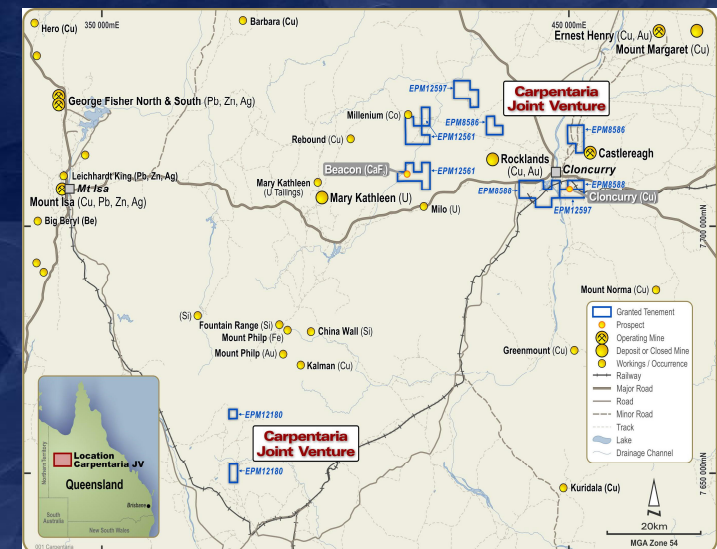 350 000mE
450 000mE
Hero (Cu)
Barbara (Cu)
Ernest Henry (Cu, Au)
Mount Margaret (Cu)
George Fisher North & South (Pb, Zn, Ag)
EPM12597
Carpentaria
Joint Venture
Millenium (Co)
EPM8586
EPM8586
Rebound (Cu)
EPM12561
Castlereagh
Rocklands
(Cu, Au)
Cloncurry
Beacon (CaF.)
EPM12561
Leichhardt King (Pb, Zn, Ag)
Mt Isa
Mount Isa (Cu, Pb, Zn, Ag)
Mary Kathleen
(U Tailings)
Mary Kathleen (U)
EPM8588
EPM8588
Cloncurry (Cu)
Milo (U)
EPM12597
Big Beryl (Be)
7 700 000mN
Mount Norma (Cu)
(Si)
Fountain Range (Si)
Mount Philp (Fe)
China Wall (Si)
Mount Philp (Au)
Kalman (Cu)
Greenmount (Cu)
Granted Tenement
Prospect
Operating Mine
Deposit or Closed Mine
Workings / Occurrence
Railway
Major Road
Road
Minor Road
Track
Lake
Drainage Channel
EPM12180
Carpentaria
Joint Venture
EPM12180
Northern Territory
Location
Carpentaria JV
Queensland
Brisbane
South
Australia
New South Wales
Kuridala (Cu)
7 650 000mN
N
20km
MGA Zone 54
001 Carpentaria